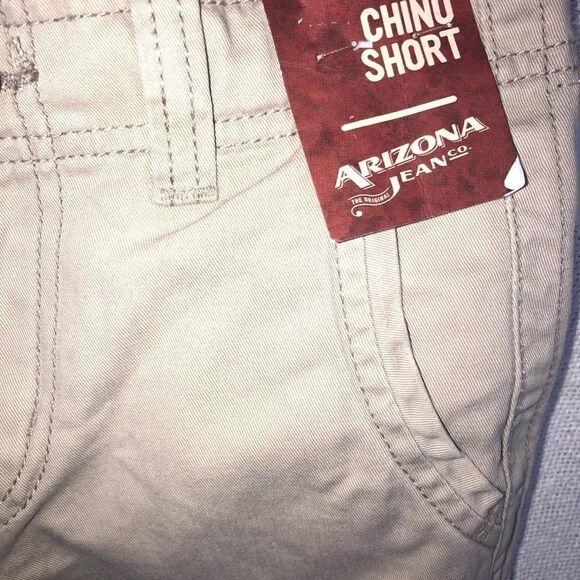 CHINO
SHORT
ARIZONA
JEAN CO.
THE ORIGINAL